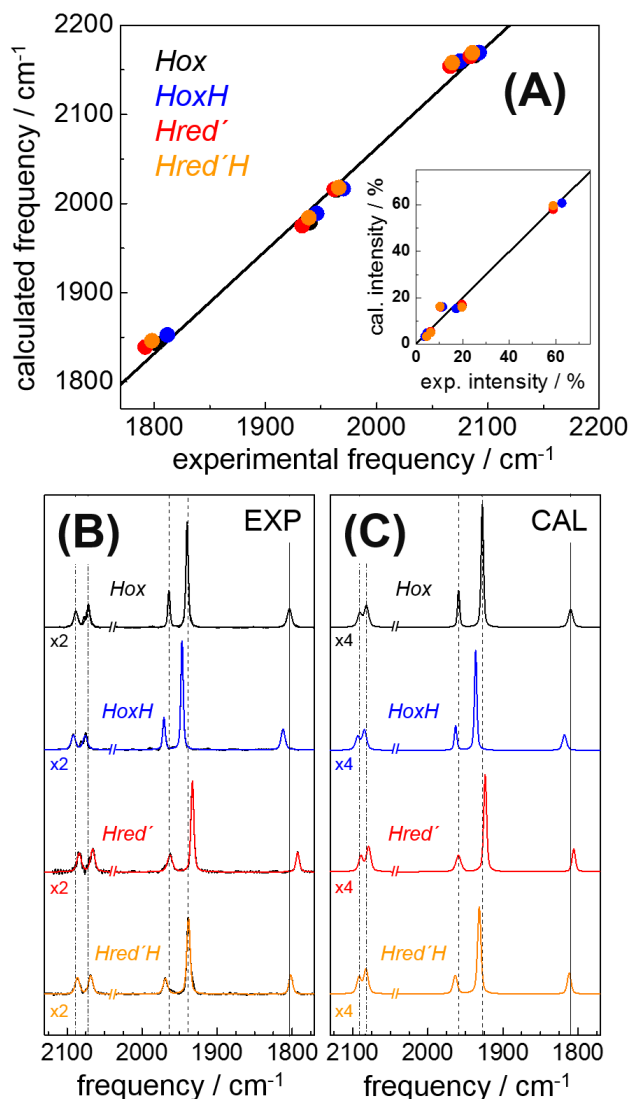 2200
2100
2000
1900
1800
calculated frequency / cm-1
Hox
HoxH
Hred´
Hred´H
(A)
60
40
20
0
cal. intensity / %
0 20 40 60
exp. intensity / %
1800 1900 2000 2100 2200
experimental frequency / cm-1
(B) EXP
Hox
x2
HoxH
x2
Hred´
x2
Hred´H
x2
2100 2000 1900 1800
frequency / cm-1
(C) CAL
Hox
x4
HoxH
x4
Hred´
x4
Hred´H
x4
2100 2000 1900 1800
frequency / cm-1